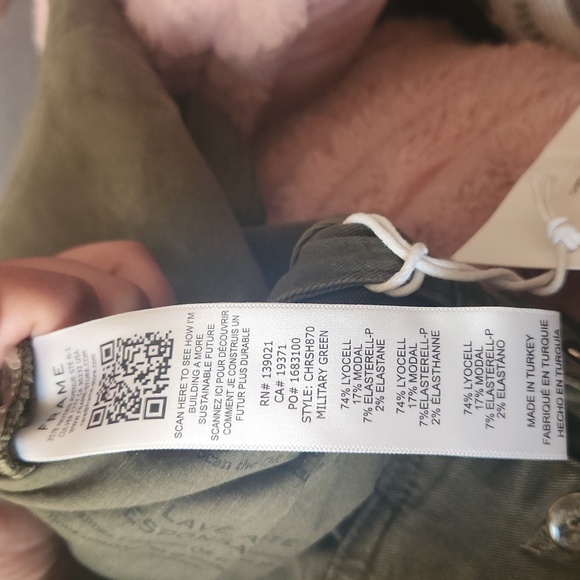 FRAME
SCAN HERE TO SEE HOW I'M
BUILDING A MORE
SUSTAINABLE FUTURE
SCANNEZ ICI POUR DÉCOUVRIR
COMMENT JE CONSTRUIS UN
FUTUR PLUS DURABLE
RN# 139021
CA# 19371
PO# 1683100
STYLE: CHRSH870
MILITARY GREEN
74% LYOCELL
17% MODAL
7% ELASTERELL-P
2% ELASTANE
74% LYOCELL
17% MODAL
7%ELASTERELL-P
2% ELASTHANNE
74% LYOCELL
17% MODAL
7% ELASTERELL-P
2% ELASTANO
MADE IN TURKEY
FABRIQUÉ EN TURQUIE
HECHO EN TURQUÍA